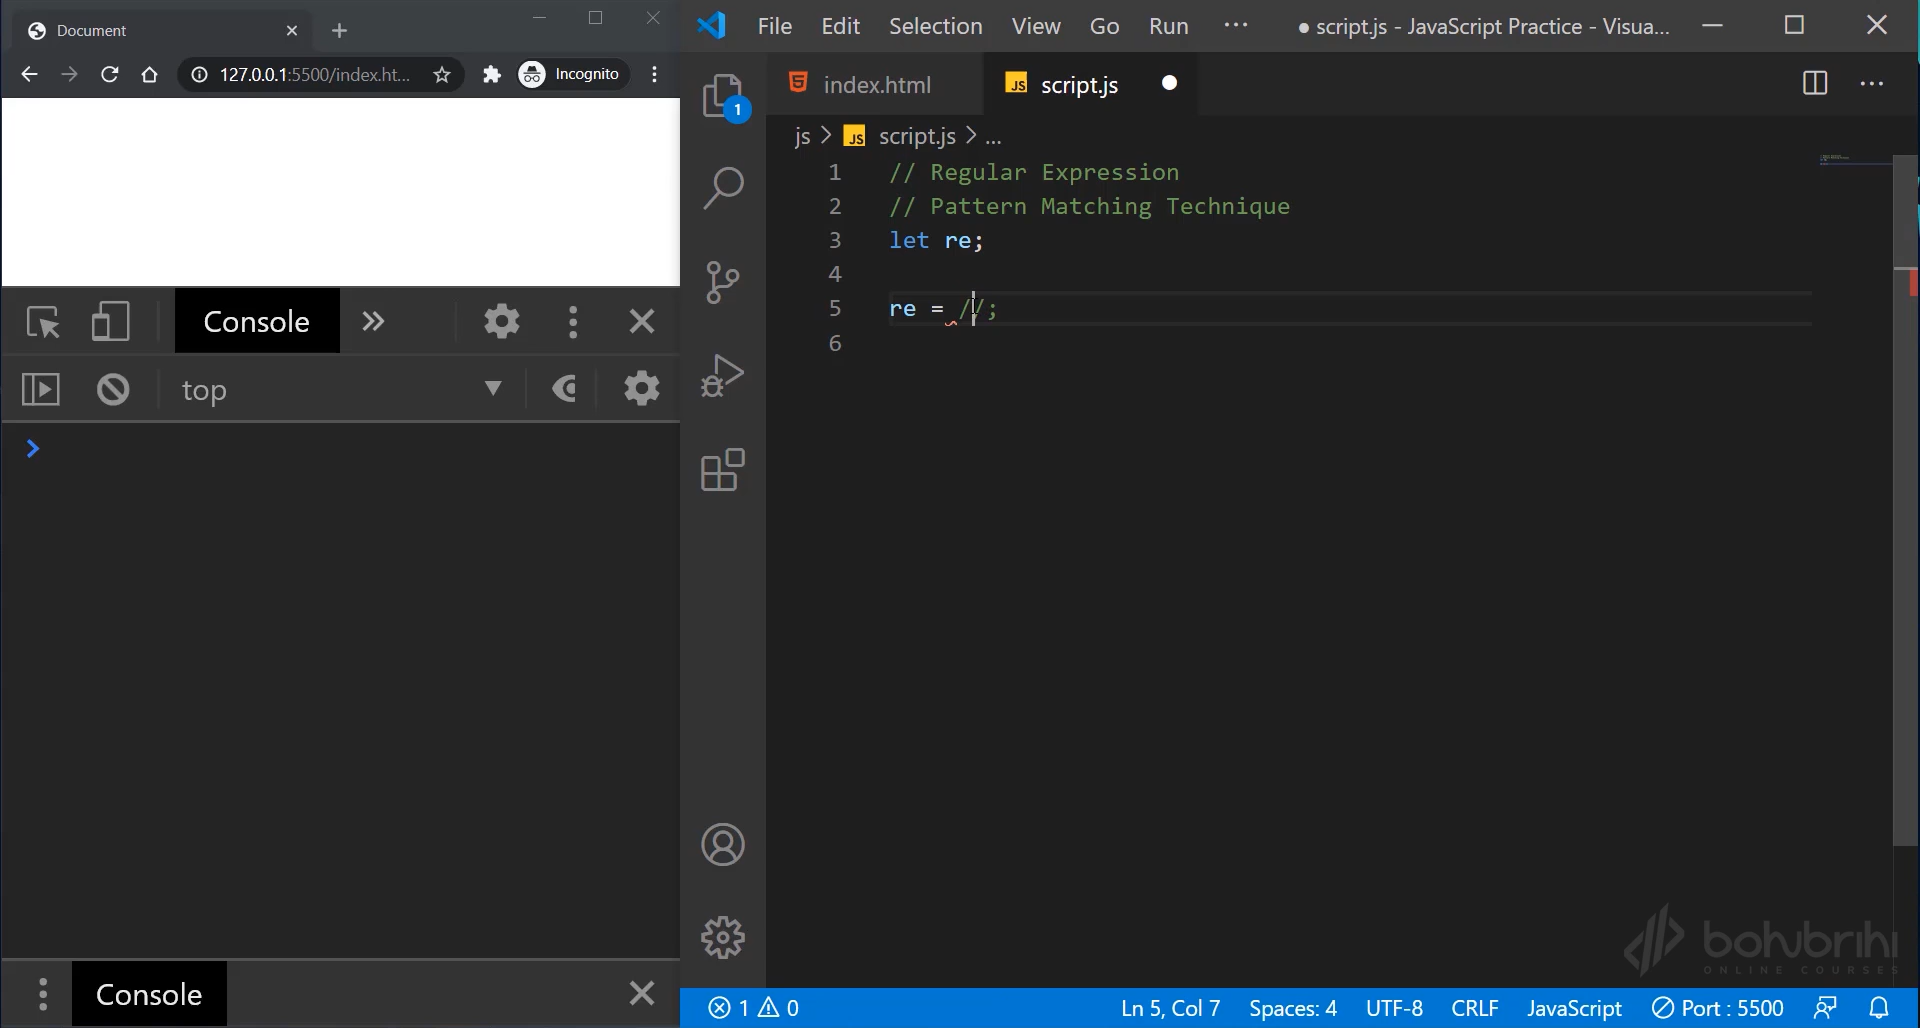 Document
127.0.0.1:5500/index.ht...
Incognito
Console
top
Console
File Edit Selection View Go Run ...
● script.js - JavaScript Practice - Visua...
1
index.html
JS script.js
js > JS script.js > ...
1 // Regular Expression
2 // Pattern Matching Technique
3 let re;
4
5 re = //;
6
bohubrihi
ONLINE COURSES
1 0 Ln 5, Col 7 Spaces: 4 UTF-8 CRLF JavaScript Port : 5500